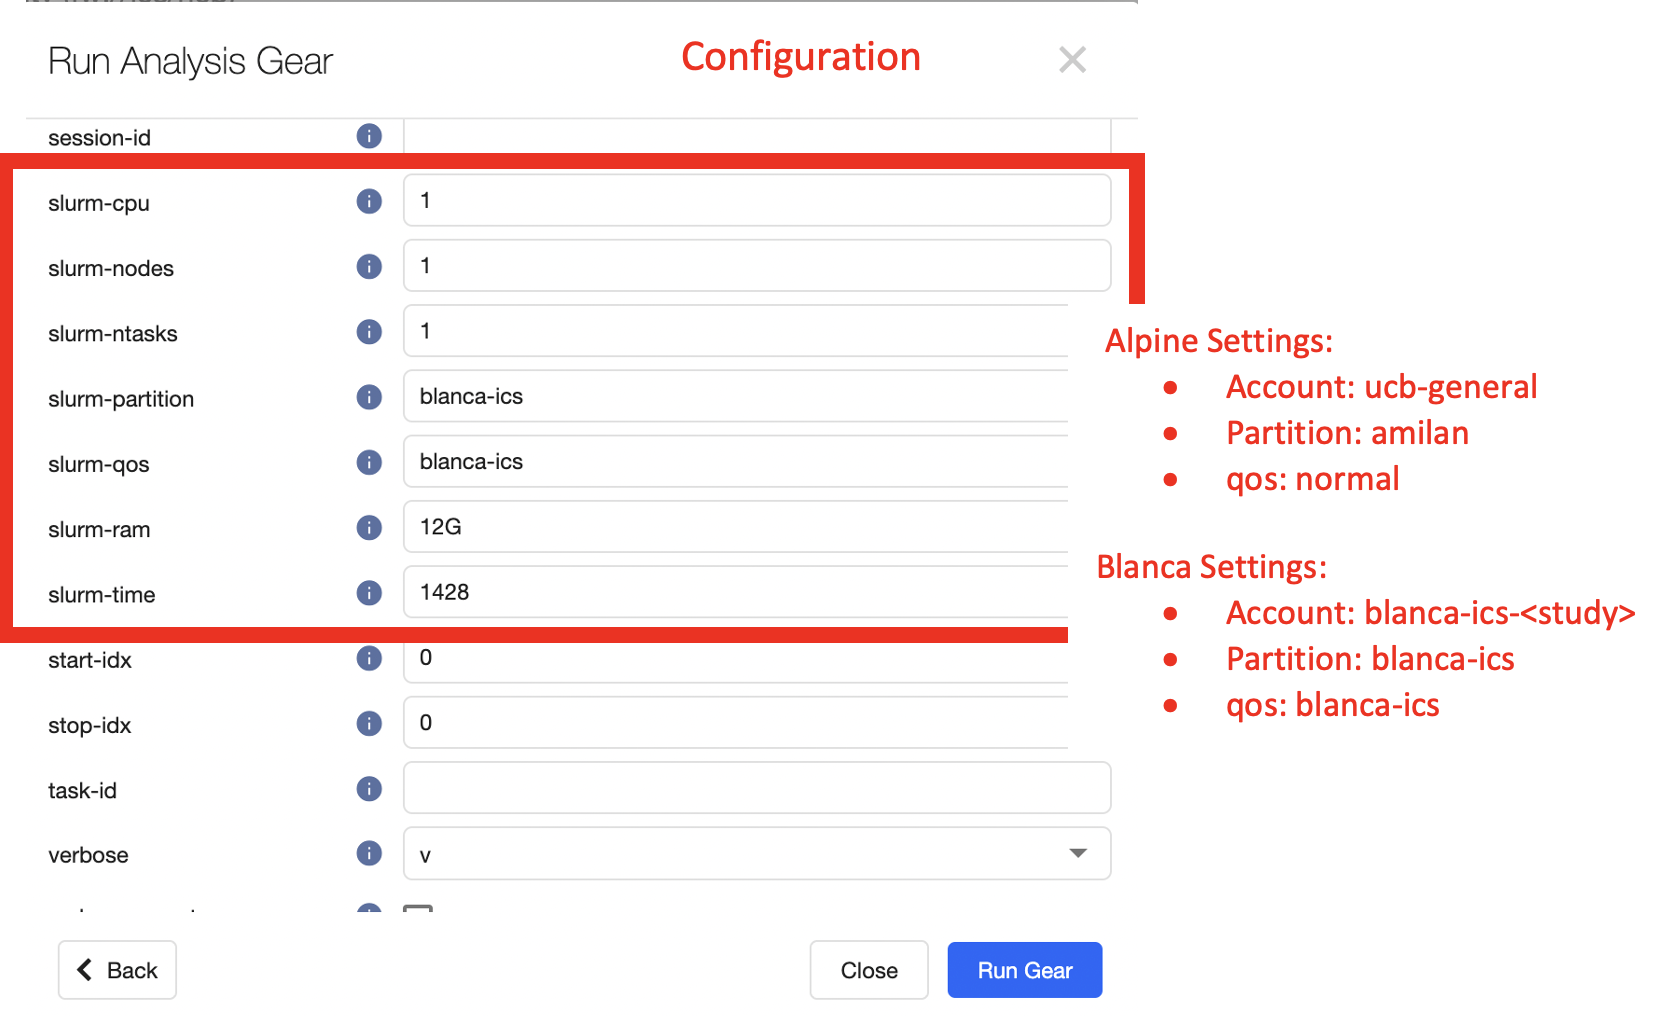 Run Analysis Gear
Configuration
session-id
slurm-cpu 1
slurm-nodes 1
slurm-ntasks 1
slurm-partition blanca-ics
slurm-qos blanca-ics
slurm-ram 12G
slurm-time 1428
start-idx 0
stop-idx 0
task-id
verbose v
Back
Close
Run Gear
Alpine Settings:
• Account: ucb-general
• Partition: amilan
• qos: normal
Blanca Settings:
• Account: blanca-ics-<study>
• Partition: blanca-ics
• qos: blanca-ics